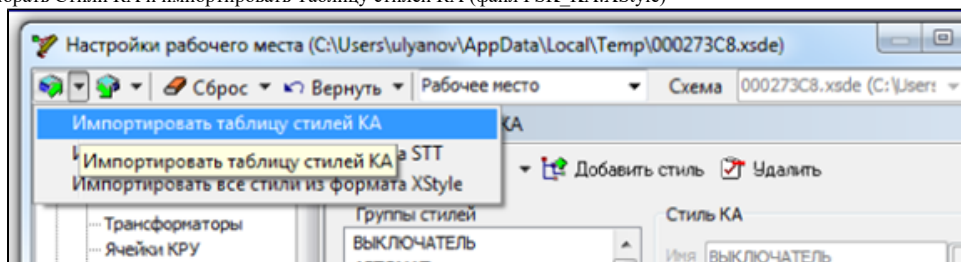 Настройки рабочего места (C:\Users\ulyanov\AppData\Local\Temp\000273C8.xsde)
Сброс Вернуть Рабочее место Схема 000273C8.xsde (C:\Users
Импортировать таблицу стилей КА КА
Импортировать таблицу стилей КА STT
Добавить стиль Удалить
Импортировать все стили из формата XStyle
Трансформаторы
Группы стилей Стиль КА
Ячейки КРУ
ВЫКЛЮЧАТЕЛЬ
Имя ВЫКЛЮЧАТЕЛЬ